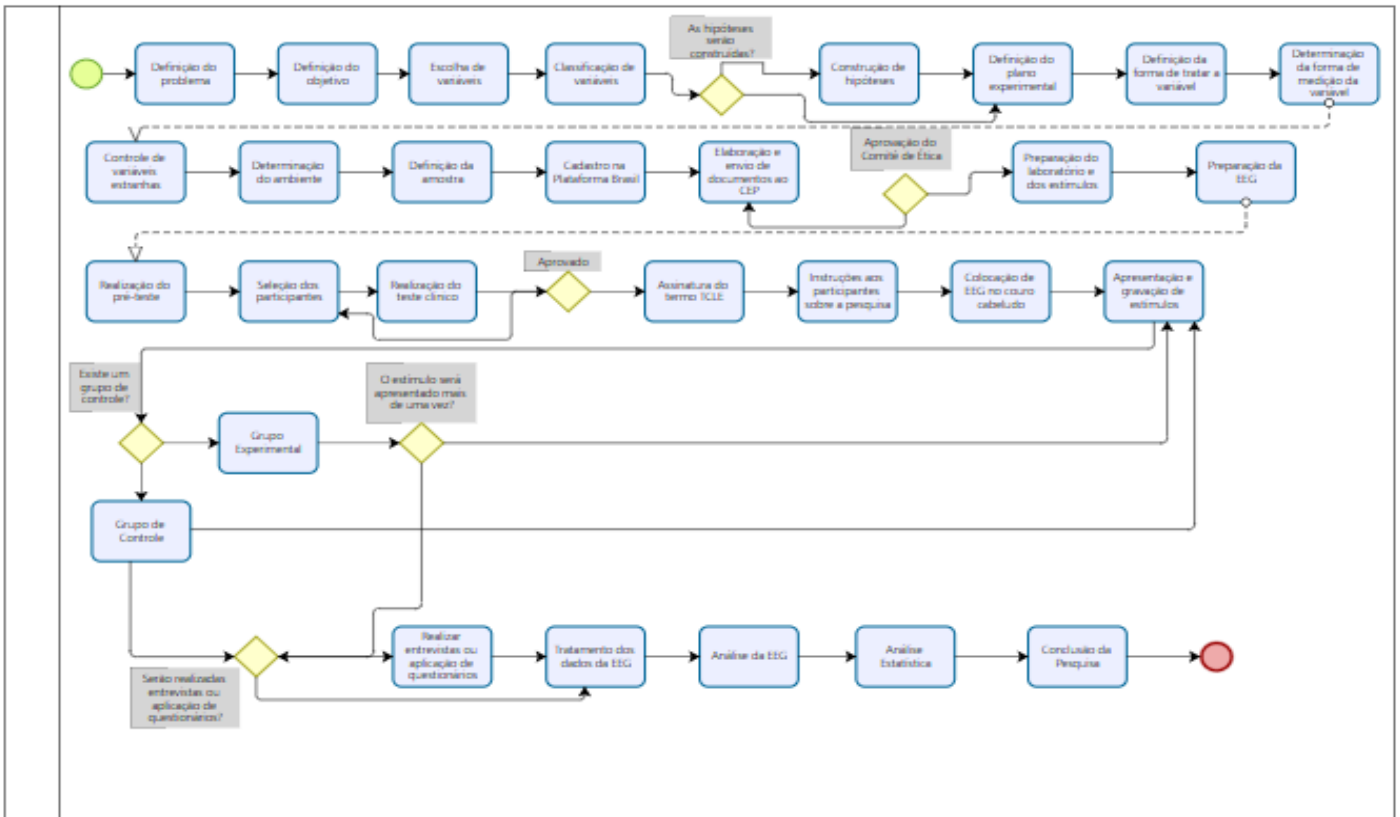 As hipóteses
serão
construídas?
Definição do
problema
Definição do
objetivo
Escolha de
variáveis
Classificação de
variáveis
Construção de
hipóteses
Definição do
plano
experimental
Definição da
forma de tratar a
variável
Determinação
da forma de
medição da
variável
Controle de
variáveis
estranhas
Determinação
do ambiente
Definição da
amostra
Cadastro na
Plataforma Brasil
Elaboração e
envio de
documentos ao
CEP
Aprovação do
Comitê de Ética
Preparação do
laboratório e
dos estímulos
Preparação da
EEG
Realização do
pré-teste
Seleção dos
participantes
Realização do
teste clínico
Aprovado
Assinatura do
termo TCLE
Instruções aos
participantes
sobre a pesquisa
Colocação de
EEG no couro
cabeludo
Apresentação e
gravação de
estímulos
Existe um
grupo de
controle?
Grupo
Experimental
O estímulo será
apresentado mais
de uma vez?
Grupo de
Controle
Serão realizadas
entrevistas ou
aplicação de
questionários?
Realizar
entrevistas ou
aplicação de
questionários
Tratamento dos
dados da EEG
Análise da EEG
Análise
Estatística
Conclusão da
Pesquisa